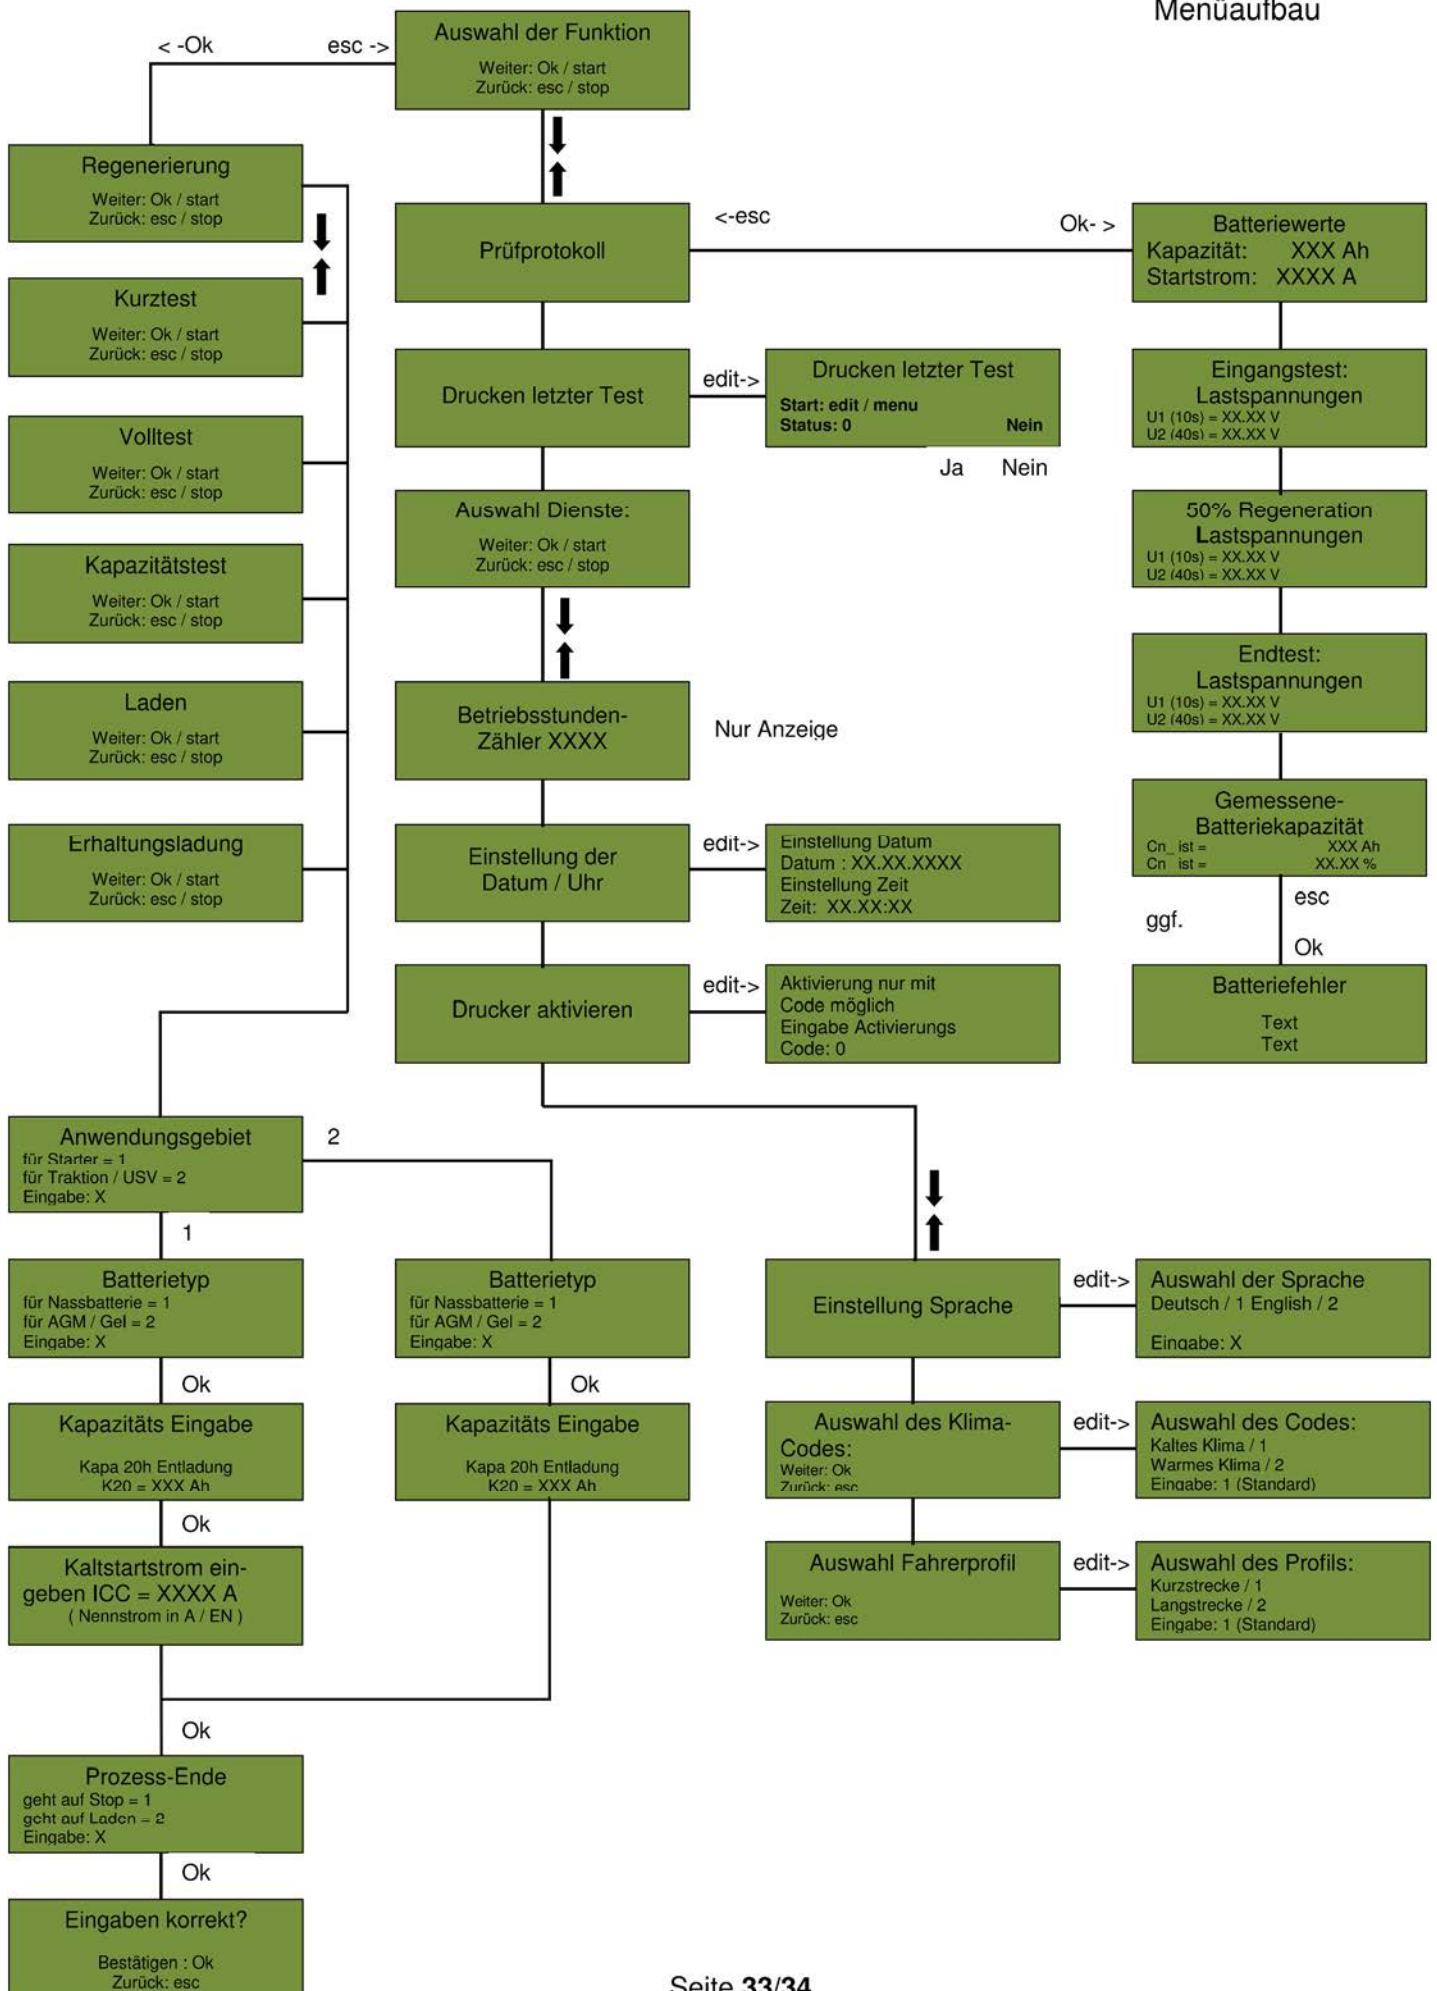 Menüaufbau
< -Ok
esc ->
Auswahl der Funktion
Weiter: Ok / start
Zurück: esc / stop
Regenerierung
Weiter: Ok / start
Zurück: esc / stop
Kurztest
Weiter: Ok / start
Zurück: esc / stop
Volltest
Weiter: Ok / start
Zurück: esc / stop
Kapazitätstest
Weiter: Ok / start
Zurück: esc / stop
Laden
Weiter: Ok / start
Zurück: esc / stop
Erhaltungsladung
Weiter: Ok / start
Zurück: esc / stop
Prüfprotokoll
<-esc
Ok- >
Drucken letzter Test
edit->
Drucken letzter Test
Start: edit / menu
Status: 0 Nein
Ja Nein
Auswahl Dienste:
Weiter: Ok / start
Zurück: esc / stop
Betriebsstunden-
Zähler XXXX
Nur Anzeige
Einstellung der
Datum / Uhr
edit->
Einstellung Datum
Datum : XX.XX.XXXX
Einstellung Zeit
Zeit: XX.XX:XX
Drucker aktivieren
edit->
Aktivierung nur mit
Code möglich
Eingabe Activierungs
Code: 0
Batteriewerte
Kapazität: XXX Ah
Startstrom: XXXX A
Eingangstest:
Lastspannungen
U1 (10s) = XX.XX V
U2 (40s) = XX.XX V
50% Regeneration
Lastspannungen
U1 (10s) = XX.XX V
U2 (40s) = XX.XX V
Endtest:
Lastspannungen
U1 (10s) = XX.XX V
U2 (40s) = XX.XX V
Gemessene-
Batteriekapazität
Cn_ ist = XXX Ah
Cn_ ist = XX.XX %
esc
ggf.
Ok
Batteriefehler
Text
Text
Anwendungsgebiet
für Starter = 1
für Traktion / USV = 2
Eingabe: X
2
1
Batterietyp
für Nassbatterie = 1
für AGM / Gel = 2
Eingabe: X
Ok
Kapazitäts Eingabe
Kapa 20h Entladung
K20 = XXX Ah
Ok
Kaltstartstrom ein-
geben ICC = XXXX A
( Nennstrom in A / EN )
Batterietyp
für Nassbatterie = 1
für AGM / Gel = 2
Eingabe: X
Ok
Kapazitäts Eingabe
Kapa 20h Entladung
K20 = XXX Ah
Ok
Prozess-Ende
geht auf Stop = 1
geht auf Laden = 2
Eingabe: X
Ok
Eingaben korrekt?
Bestätigen : Ok
Zurück: esc
Einstellung Sprache
edit->
Auswahl der Sprache
Deutsch / 1 English / 2
Eingabe: X
Auswahl des Klima-
Codes:
Weiter: Ok
Zurück: esc
edit->
Auswahl des Codes:
Kaltes Klima / 1
Warmes Klima / 2
Eingabe: 1 (Standard)
Auswahl Fahrerprofil
Weiter: Ok
Zurück: esc
edit->
Auswahl des Profils:
Kurzstrecke / 1
Langstrecke / 2
Eingabe: 1 (Standard)
Seite 33/34